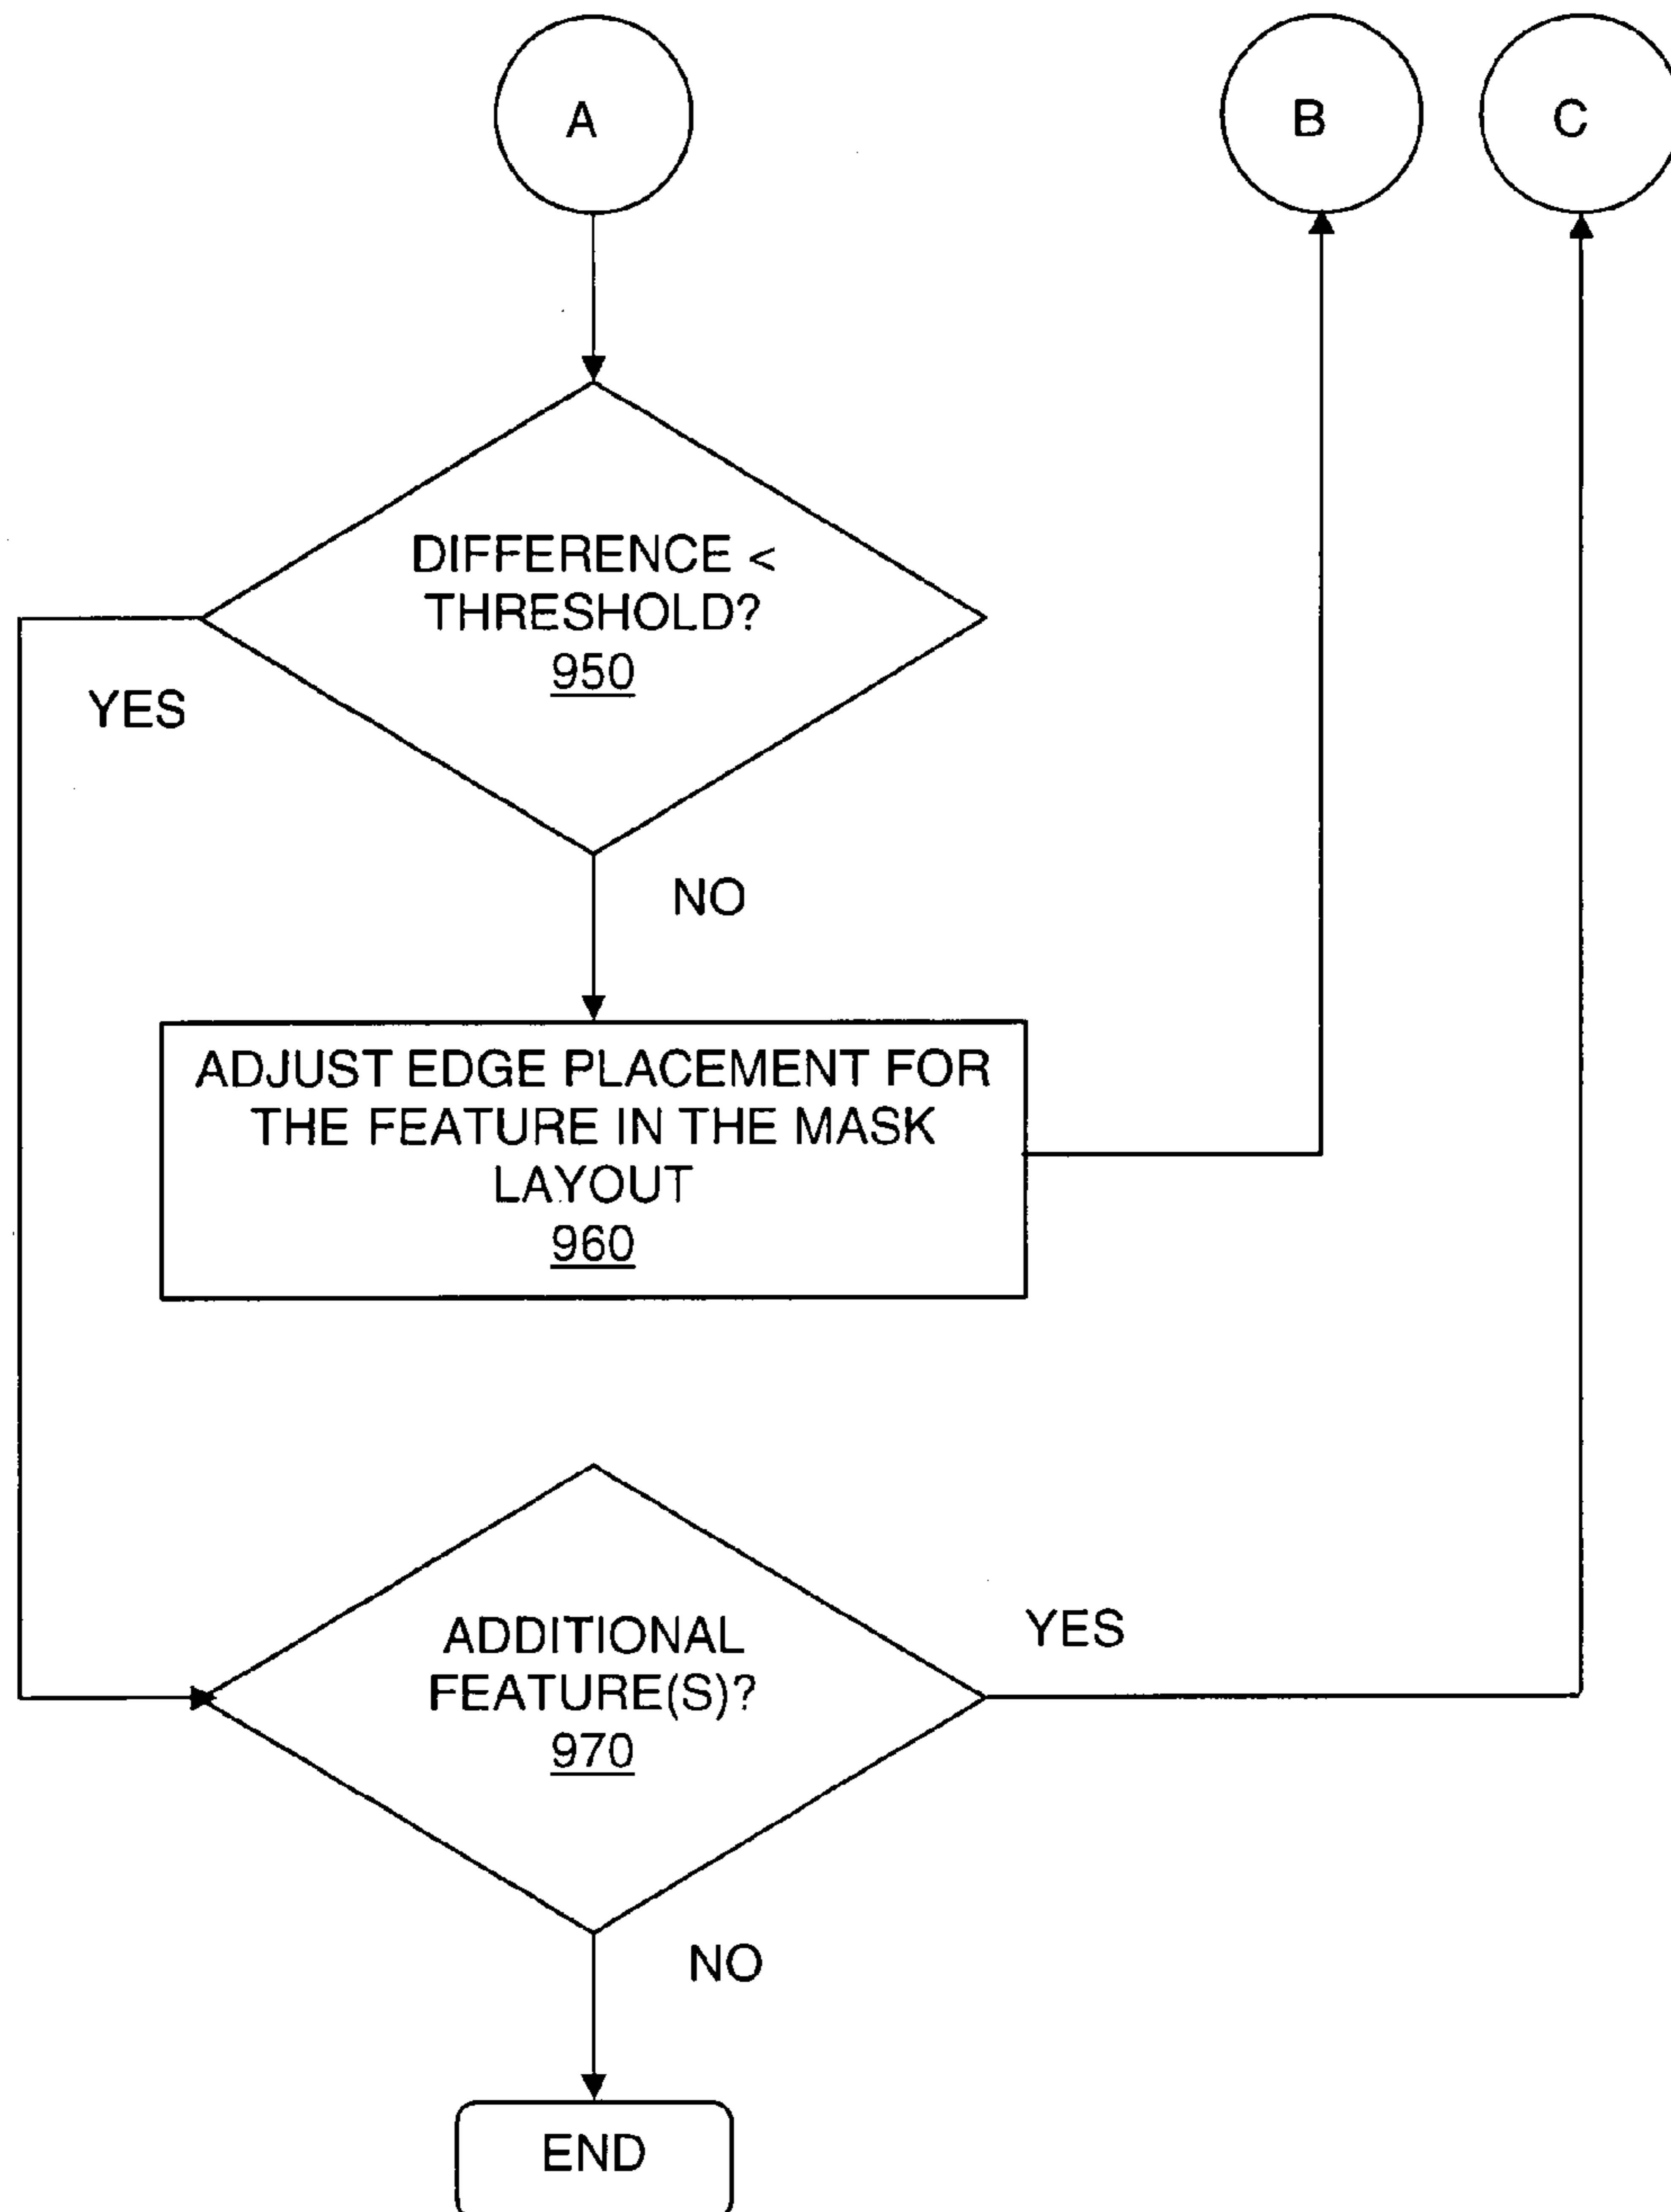 A
B
C
DIFFERENCE <
THRESHOLD?
950
YES
NO
ADJUST EDGE PLACEMENT FOR
THE FEATURE IN THE MASK
LAYOUT
960
ADDITIONAL
FEATURE(S)?
970
YES
NO
END